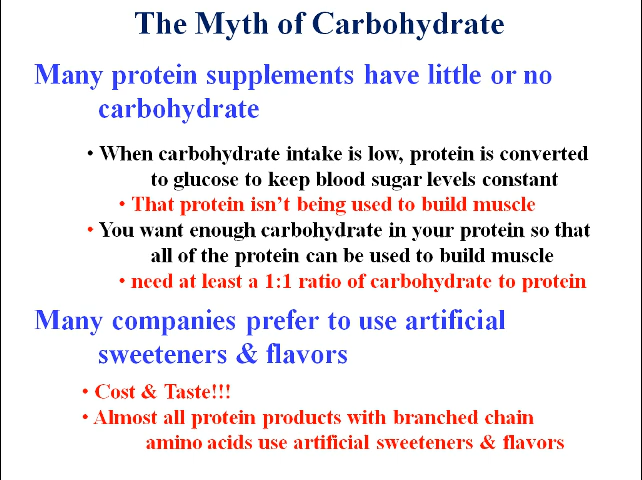 The Myth of Carbohydrate
Many protein supplements have little or no
carbohydrate
• When carbohydrate intake is low, protein is converted
to glucose to keep blood sugar levels constant
• That protein isn't being used to build muscle
• You want enough carbohydrate in your protein so that
all of the protein can be used to build muscle
• need at least a 1:1 ratio of carbohydrate to protein
Many companies prefer to use artificial
sweeteners & flavors
• Cost & Taste!!!
• Almost all protein products with branched chain
amino acids use artificial sweeteners & flavors